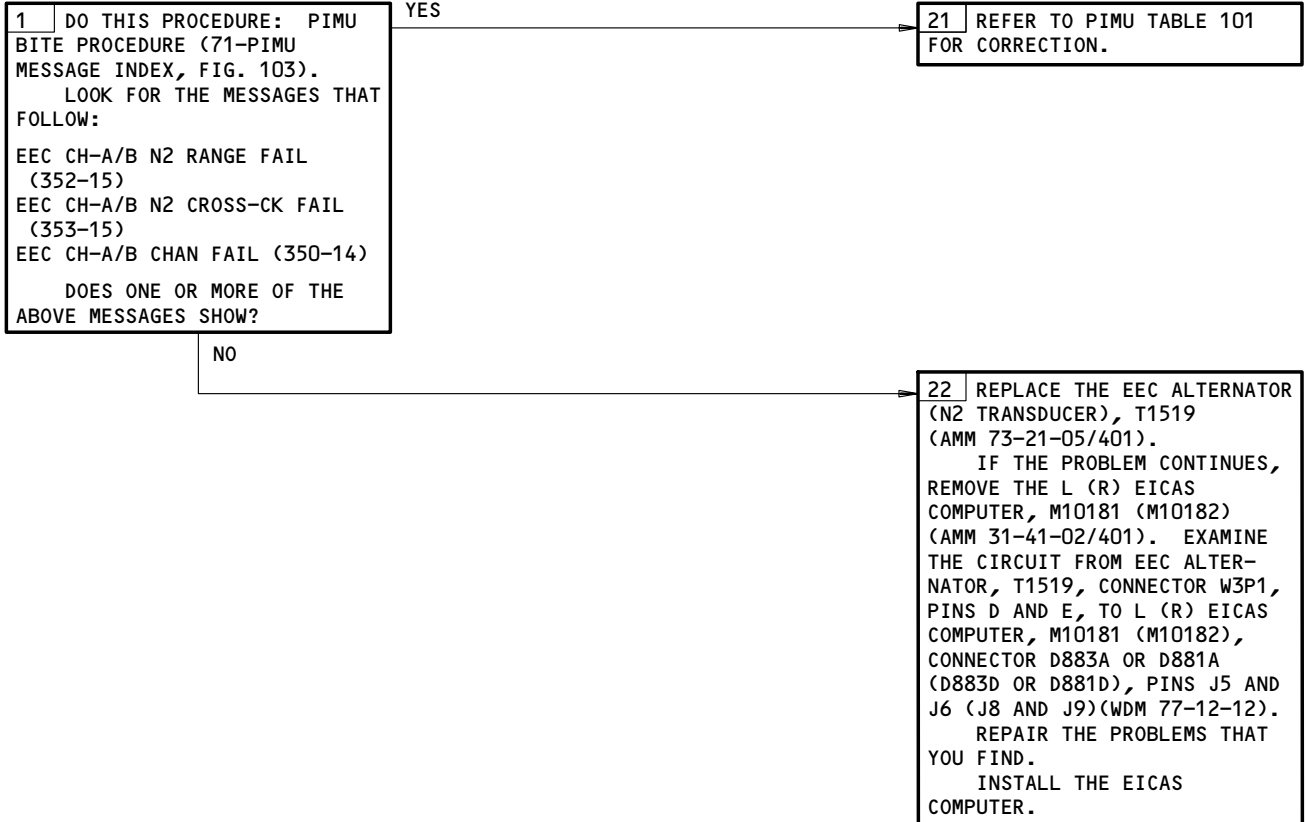 1 DO THIS PROCEDURE: PIMU
BITE PROCEDURE (71-PIMU
MESSAGE INDEX, FIG. 103).
LOOK FOR THE MESSAGES THAT
FOLLOW:
EEC CH-A/B N2 RANGE FAIL
(352-15)
EEC CH-A/B N2 CROSS-CK FAIL
(353-15)
EEC CH-A/B CHAN FAIL (350-14)
DOES ONE OR MORE OF THE
ABOVE MESSAGES SHOW?
YES
21 REFER TO PIMU TABLE 101
FOR CORRECTION.
NO
22 REPLACE THE EEC ALTERNATOR
(N2 TRANSDUCER), T1519
(AMM 73-21-05/401).
IF THE PROBLEM CONTINUES,
REMOVE THE L (R) EICAS
COMPUTER, M10181 (M10182)
(AMM 31-41-02/401). EXAMINE
THE CIRCUIT FROM EEC ALTER-
NATOR, T1519, CONNECTOR W3P1,
PINS D AND E, TO L (R) EICAS
COMPUTER, M10181 (M10182),
CONNECTOR D883A OR D881A
(D883D OR D881D), PINS J5 AND
J6 (J8 AND J9)(WDM 77-12-12).
REPAIR THE PROBLEMS THAT
YOU FIND.
INSTALL THE EICAS
COMPUTER.